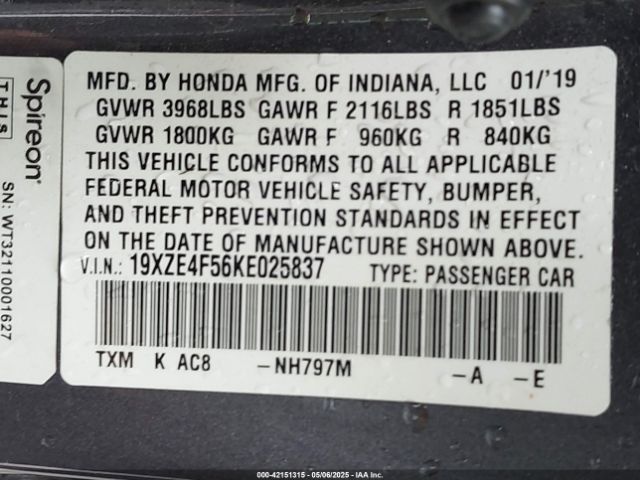 MFD. BY HONDA MFG. OF INDIANA, LLC 01/'19
GVWR 3968LBS GAWR F 2116LBS R 1851LBS
GVWR 1800KG GAWR F 960KG R 840KG
THIS VEHICLE CONFORMS TO ALL APPLICABLE
FEDERAL MOTOR VEHICLE SAFETY, BUMPER,
AND THEFT PREVENTION STANDARDS IN EFFECT
ON THE DATE OF MANUFACTURE SHOWN ABOVE.
V.I.N.: 19XZE4F56KE025837 TYPE: PASSENGER CAR
TXM K AC8 -NH797M -A -E
Spireon
THIS
SN: WT32110001627
00-42151315 - 05/06/2025 - IAA Inc.